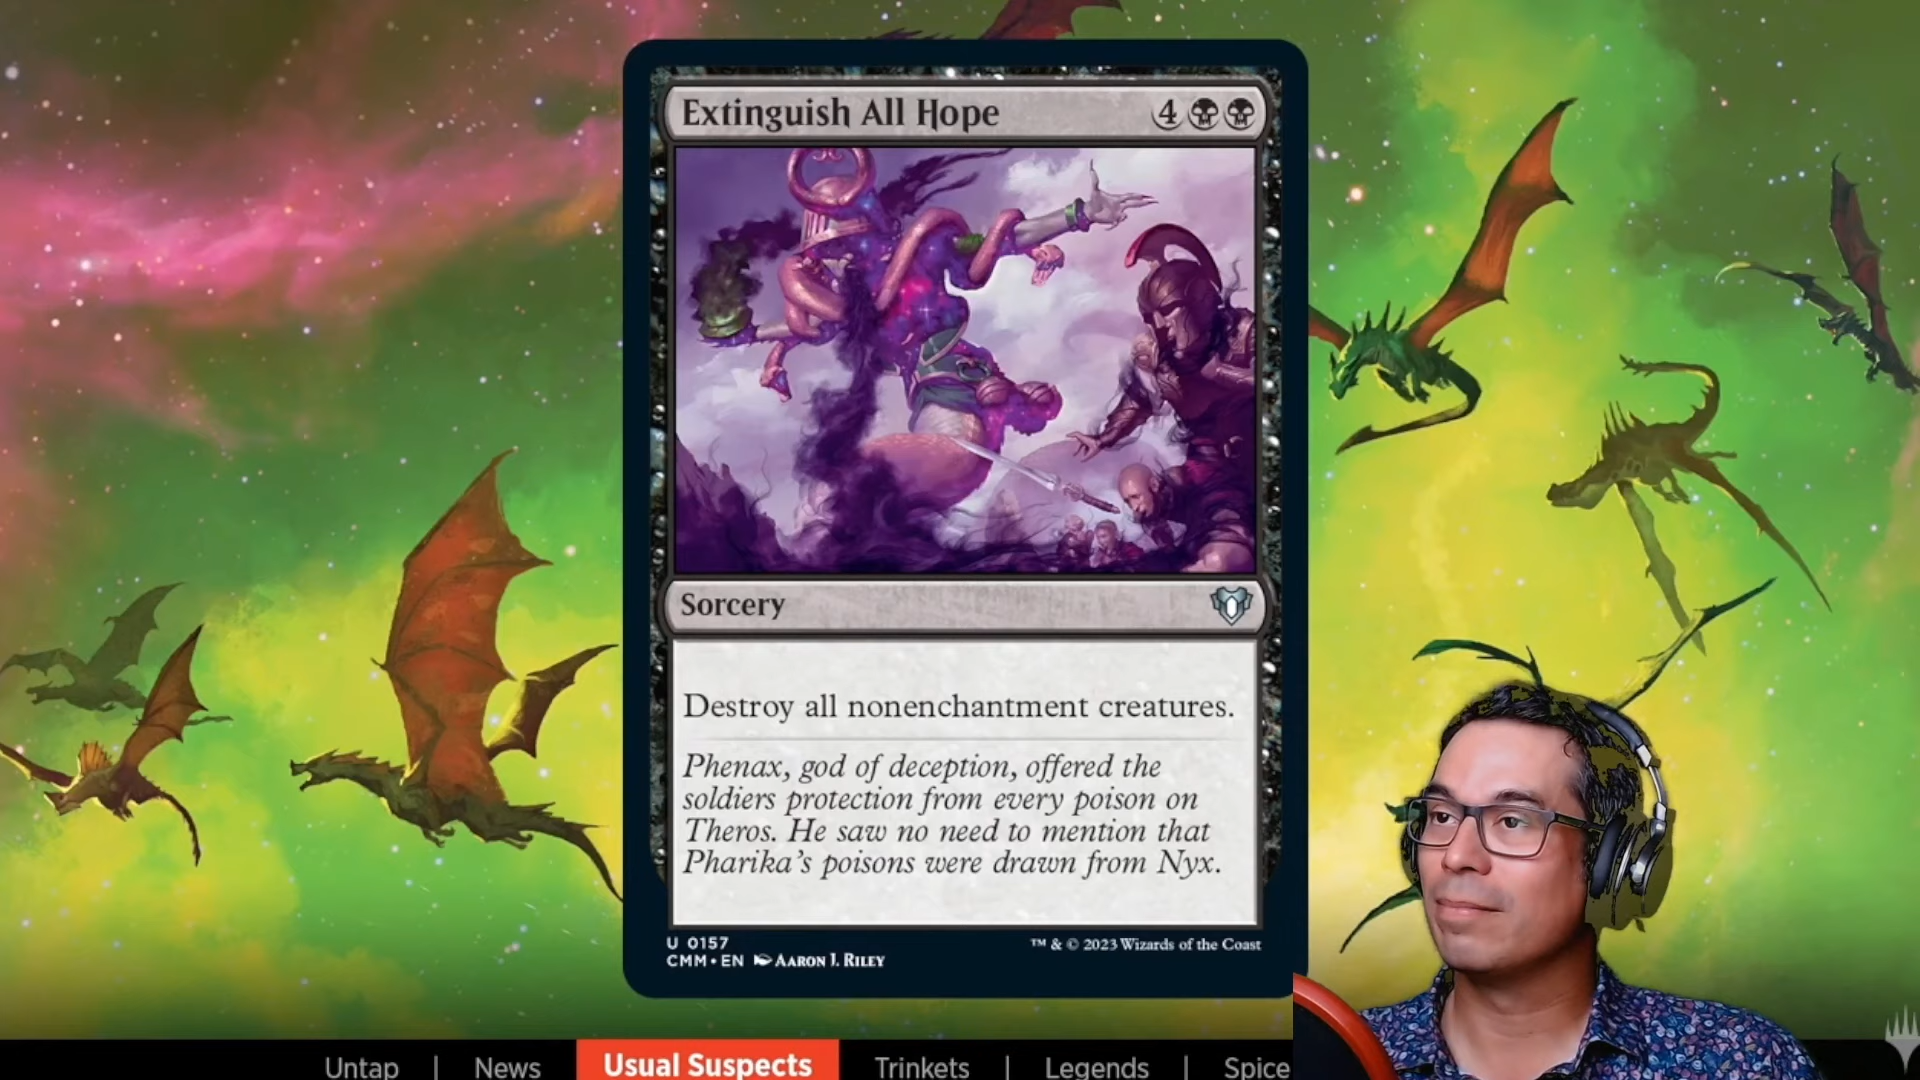 Extinguish All Hope 4
Sorcery
Destroy all nonenchantment creatures.
Phenax, god of deception, offered the
soldiers protection from every poison on
Theros. He saw no need to mention that
Pharika's poisons were drawn from Nyx.
U 0157
CMM • EN AARON J. RILEY
™ & © 2023 Wizards of the Coast
Untap | News Usual Suspects Trinkets | Legends | Spice